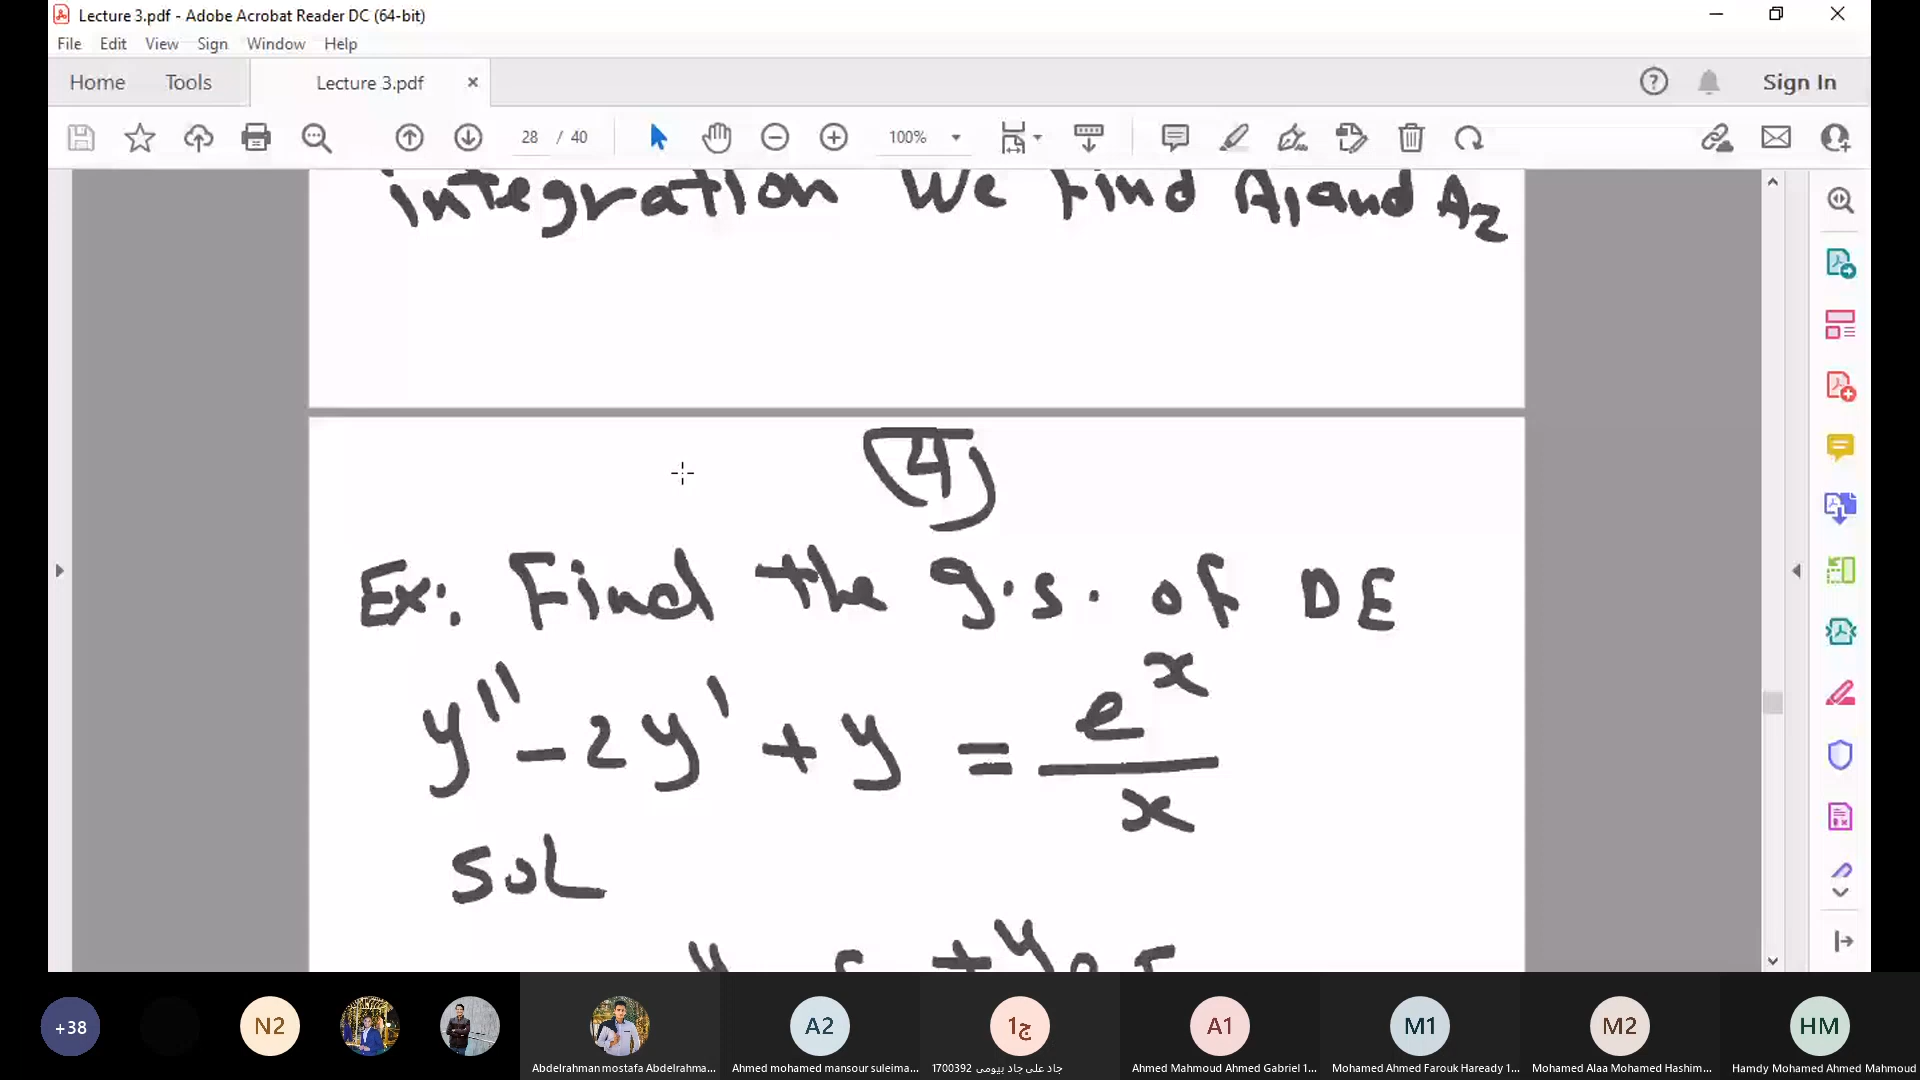 Lecture 3.pdf - Adobe Acrobat Reader DC (64-bit)
File Edit View Sign Window Help
Home Tools Lecture 3.pdf × Sign In
28 / 40 100%
integration we find A1 and A2
4
Ex: Find the g.s. of DE
y'' - 2y' + y = e^x / x
Sol
+38 N2 A2 ج1 A1 M1 M2 HM
Abdelrahman mostafa Abdelrahma... Ahmed mohamed mansour suleima... جاد على جاد بيومى 1700392 Ahmed Mahmoud Ahmed Gabriel 1... Mohamed Ahmed Farouk Haready 1... Mohamed Alaa Mohamed Hashim... Hamdy Mohamed Ahmed Mahmoud